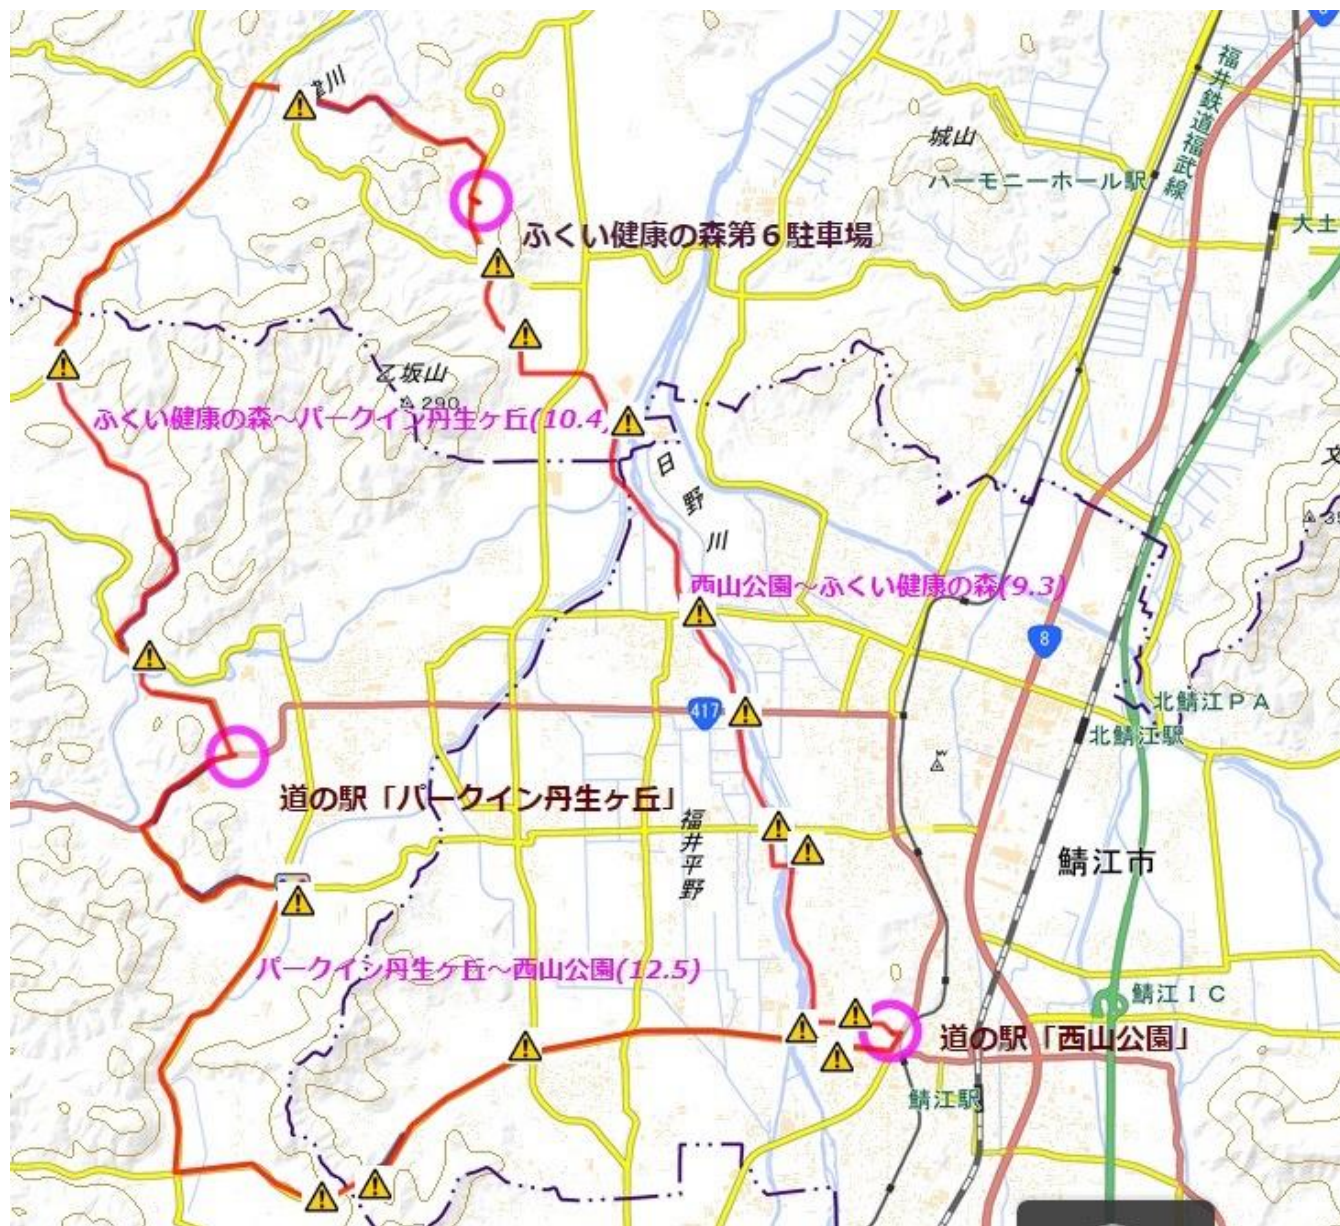 8
津川
福井鉄道福武線
城山
ハーモニーホール駅
大土
ふくい健康の森第6駐車場
乙坂山
290
ふくい健康の森～パークイン丹生ヶ丘(10.4
日野川
文
35
西山公園～ふくい健康の森(9.3)
8
417
北鯖江PA
北鯖江駅
道の駅「パークイン丹生ヶ丘」
福井平野
鯖江市
パークイン丹生ヶ丘～西山公園(12.5)
鯖江IC
道の駅「西山公園」
鯖江駅